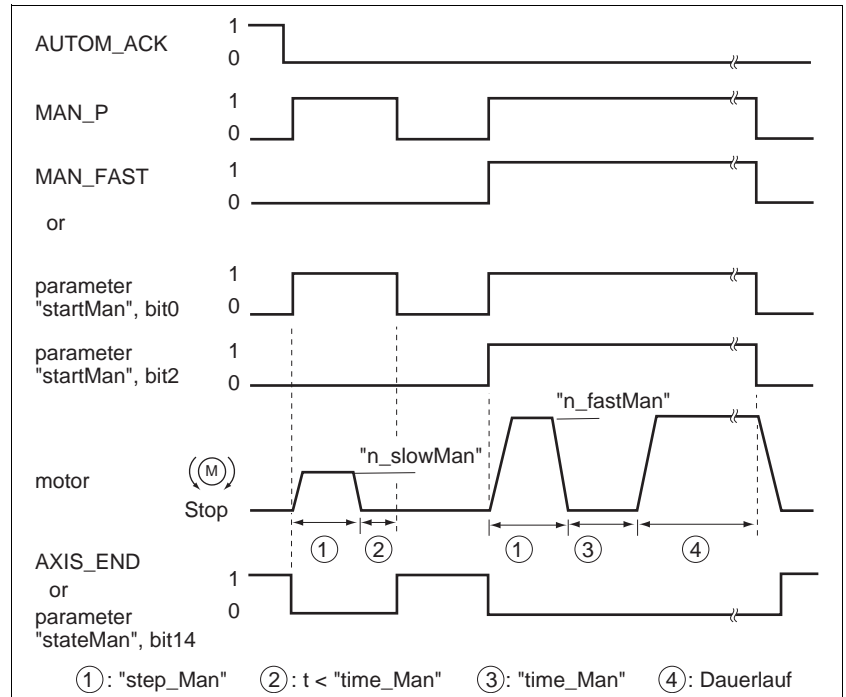 AUTOM_ACK
1
0
MAN_P
1
0
MAN_FAST
1
0
or
parameter
"startMan", bit0
1
0
parameter
"startMan", bit2
1
0
"n_fastMan"
"n_slowMan"
motor
M
Stop
1 2 1 3 4
AXIS_END
or
parameter
"stateMan", bit14
1
0
1: "step_Man" 2: t < "time_Man" 3: "time_Man" 4: Dauerlauf